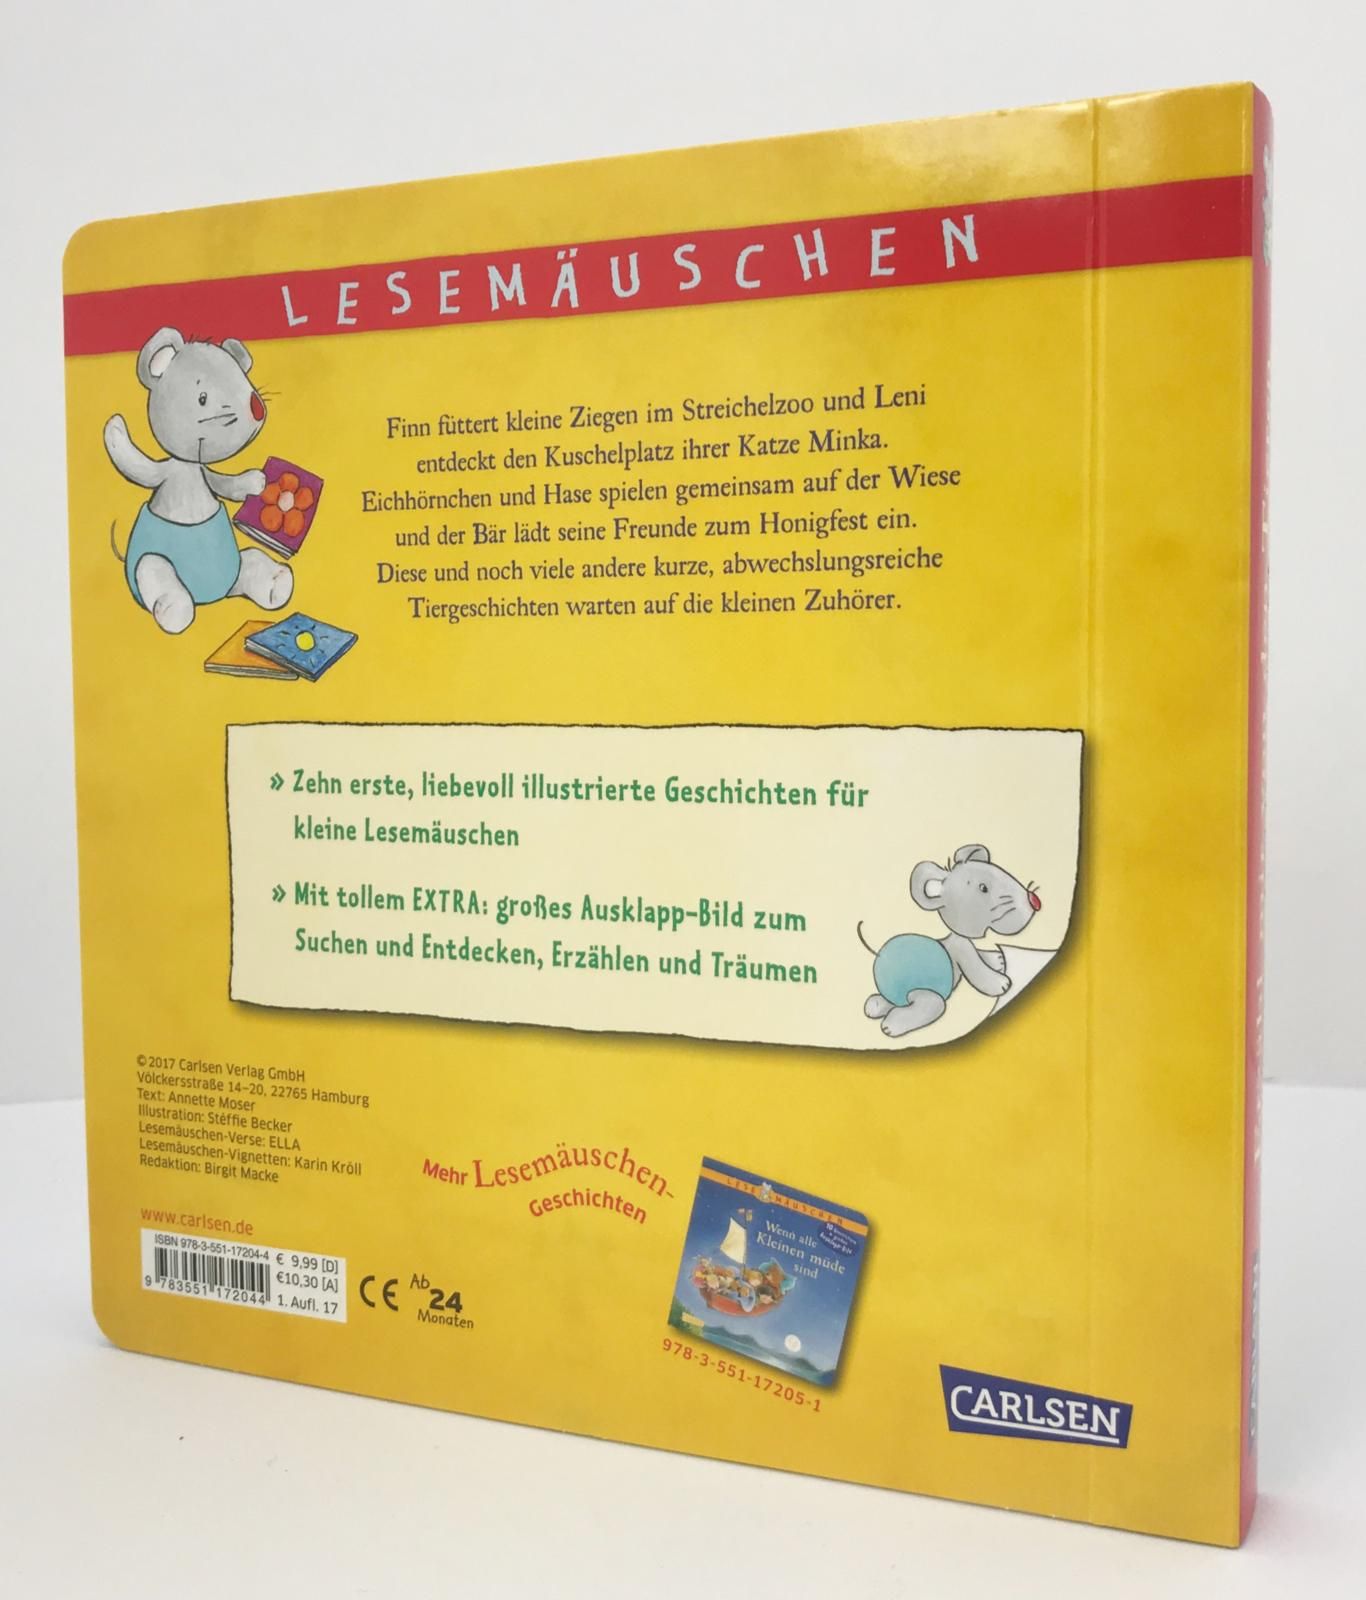 LESEMÄUSCHEN
Finn füttert kleine Ziegen im Streichelzoo und Leni
entdeckt den Kuschelplatz ihrer Katze Minka.
Eichhörnchen und Hase spielen gemeinsam auf der Wiese
und der Bär lädt seine Freunde zum Honigfest ein.
Diese und noch viele andere kurze, abwechslungsreiche
Tiergeschichten warten auf die kleinen Zuhörer.
» Zehn erste, liebevoll illustrierte Geschichten für
kleine Lesemäuschen
» Mit tollem EXTRA: großes Ausklapp-Bild zum
Suchen und Entdecken, Erzählen und Träumen
© 2017 Carlsen Verlag GmbH
Völckersstraße 14–20, 22765 Hamburg
Text: Annette Moser
Illustration: Stéffie Becker
Lesemäuschen-Verse: ELLA
Lesemäuschen-Vignetten: Karin Kröll
Redaktion: Birgit Macke
www.carlsen.de
ISBN 978-3-551-17204-4
€ 9,99 [D]
€10,30 [A]
1. Aufl. 17
9 783551 172044
CE
Ab
24
Monaten
Mehr Lesemäuschen-
Geschichten
LESEMÄUSCHEN
Wenn alle
Kleinen müde
sind
978-3-551-17205-1
CARLSEN